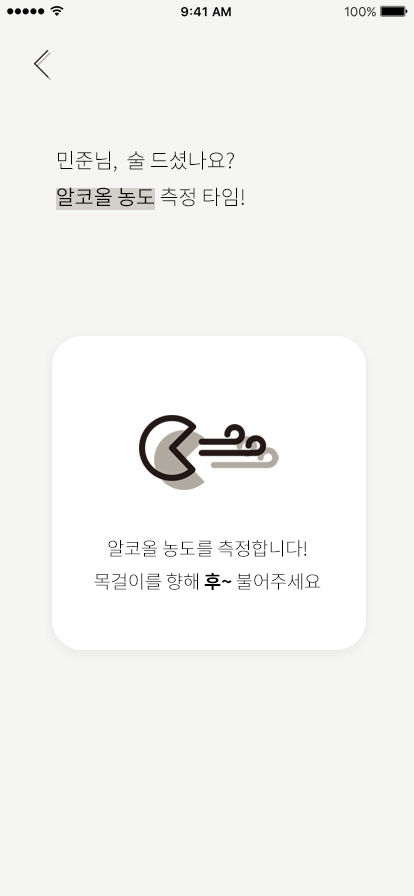 9:41 AM
100%
민준님, 술 드셨나요?
알코올 농도 측정 타임!
알코올 농도를 측정합니다!
목걸이를 향해 후~ 불어주세요